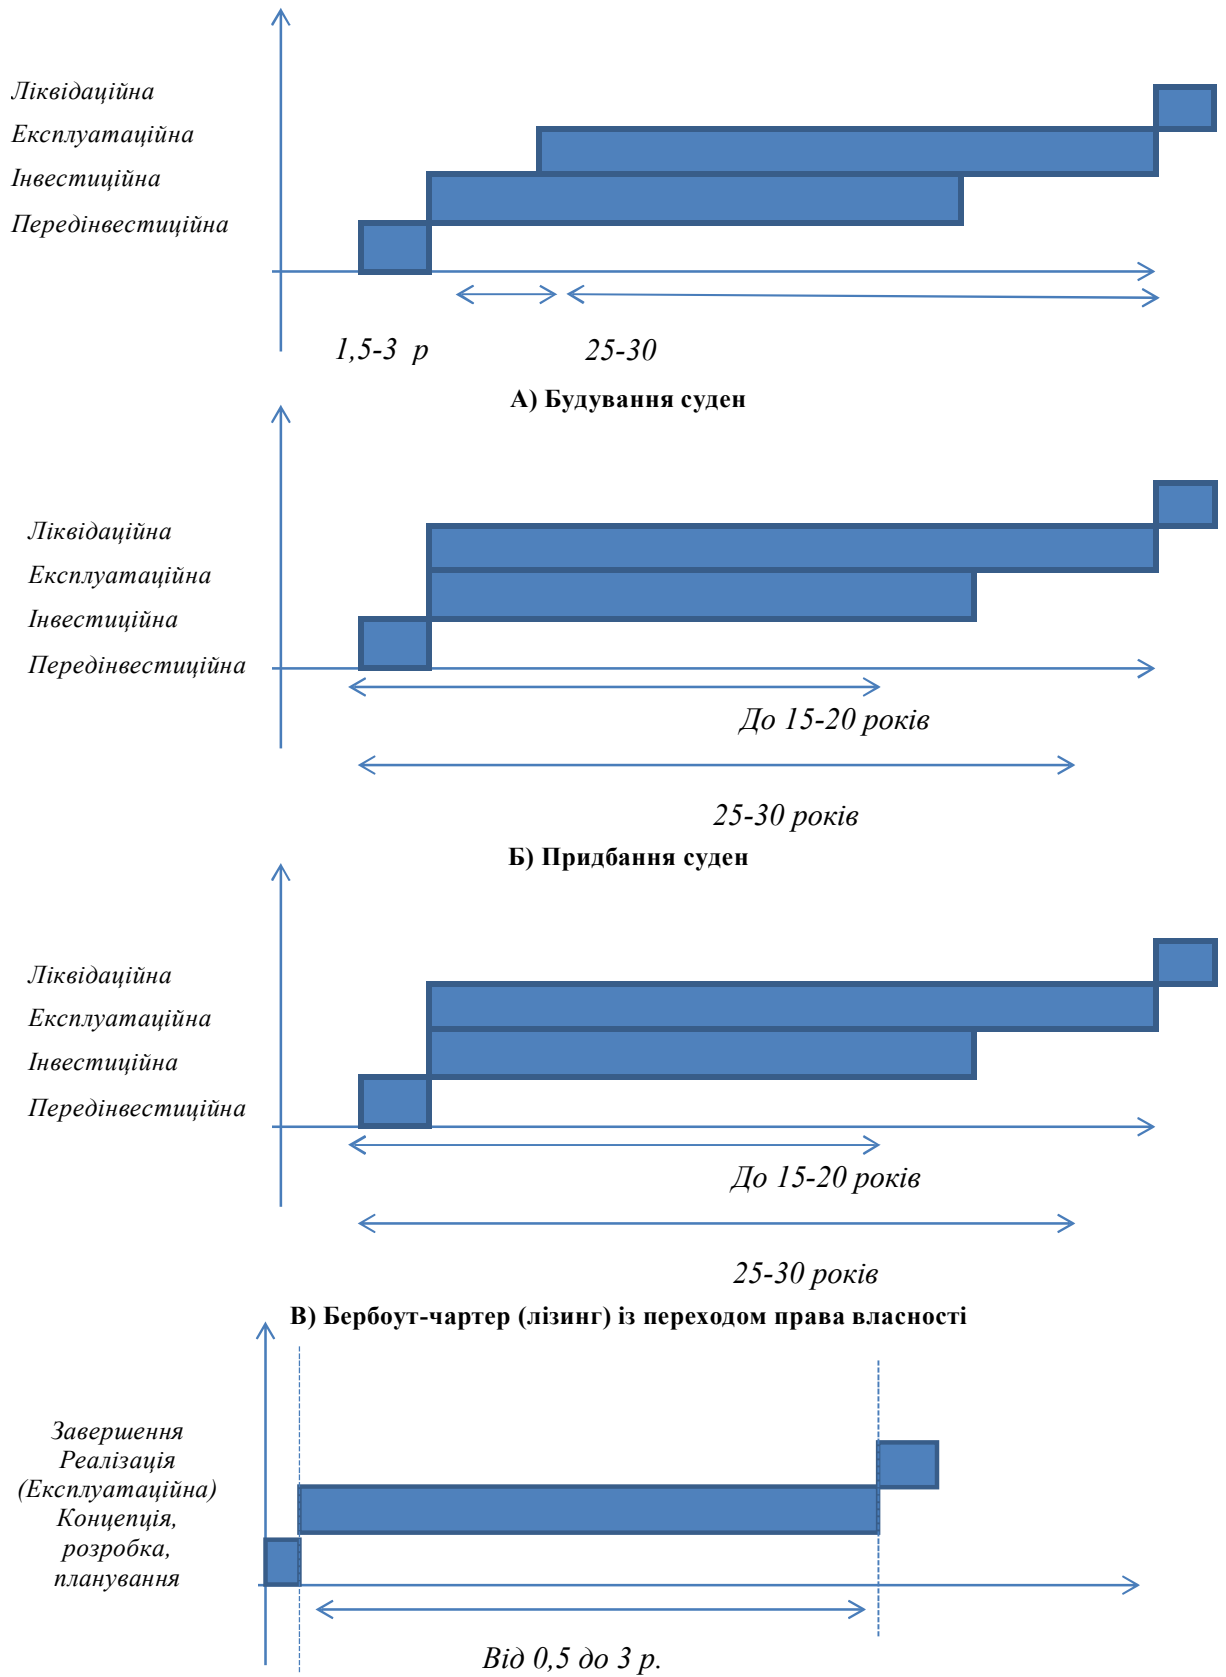 Ліквідаційна
Експлуатаційна
Інвестиційна
Передінвестиційна
1,5-3 р
25-30
А) Будування суден
Ліквідаційна
Експлуатаційна
Інвестиційна
Передінвестиційна
До 15-20 років
25-30 років
Б) Придбання суден
Ліквідаційна
Експлуатаційна
Інвестиційна
Передінвестиційна
До 15-20 років
25-30 років
В) Бербоут-чартер (лізинг) із переходом права власності
Завершення
Реалізація
(Експлуатаційна)
Концепція,
розробка,
планування
Від 0,5 до 3 р.